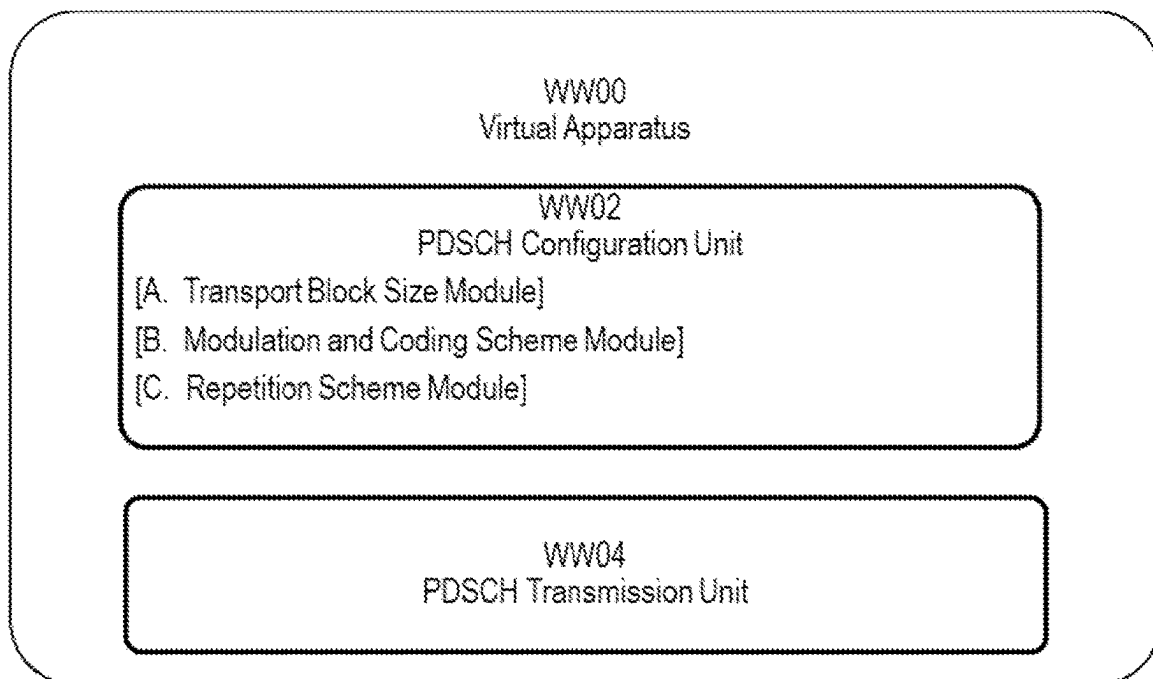 WW00
Virtual Apparatus
WW02
PDSCH Configuration Unit
[A. Transport Block Size Module]
[B. Modulation and Coding Scheme Module]
[C. Repetition Scheme Module]
WW04
PDSCH Transmission Unit